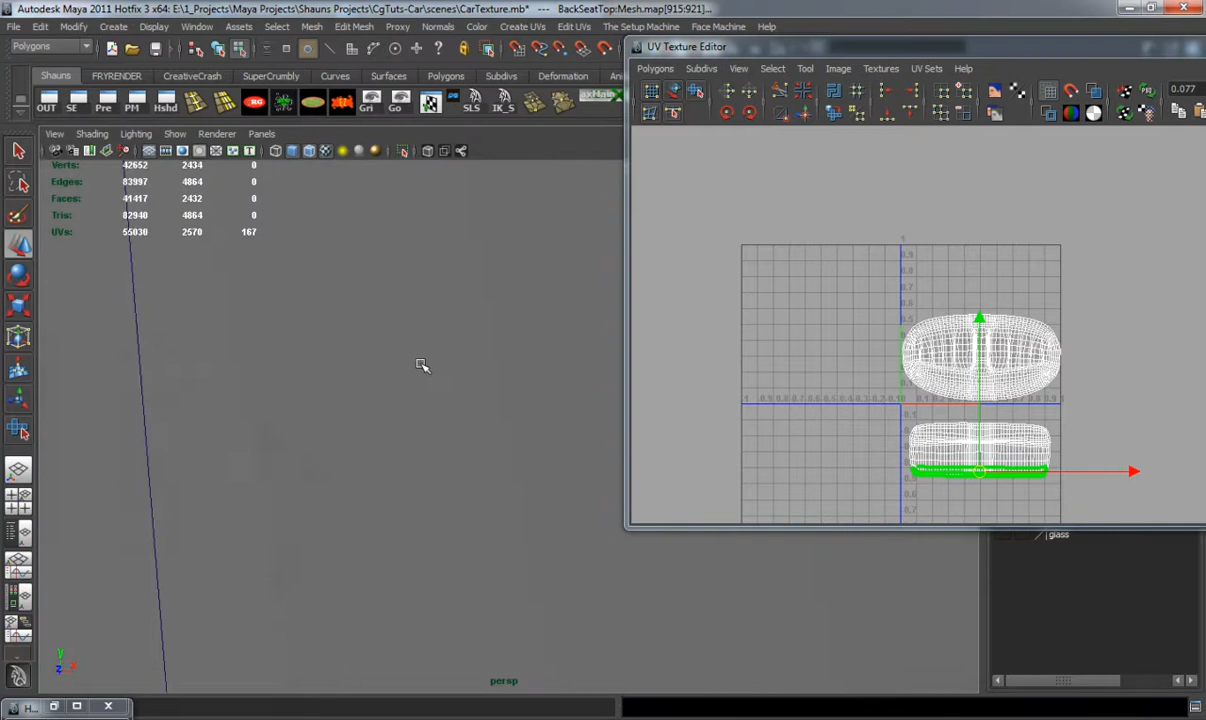 Autodesk Maya 2011 Hotfix 3 x64: E:\1_Projects\Maya Projects\Shauns Projects\CgTuts-Car\scenes\CarTexture.mb* --- BackSeatTop:Mesh.map[915:921]...
File Edit Modify Create Display Window Assets Select Mesh Edit Mesh Proxy Normals Color Create UVs Edit UVs The Setup Machine Face Machine Help
Polygons
UV Texture Editor
Polygons Subdivs View Select Tool Image Textures UV Sets Help
Shauns FRYRENDER CreativeCrash SuperCrumbly Curves Surfaces Polygons Subdivs Deformation
OUT SE Pre PM Hshd HG Gri Go SLS IK_S
0.077
View Shading Lighting Show Renderer Panels
Verts: 42652 2434 0
Edges: 83997 4864 0
Faces: 41417 2432 0
Tris: 82940 4864 0
UVs: 55030 2570 167
glass
y
z x
persp
H...